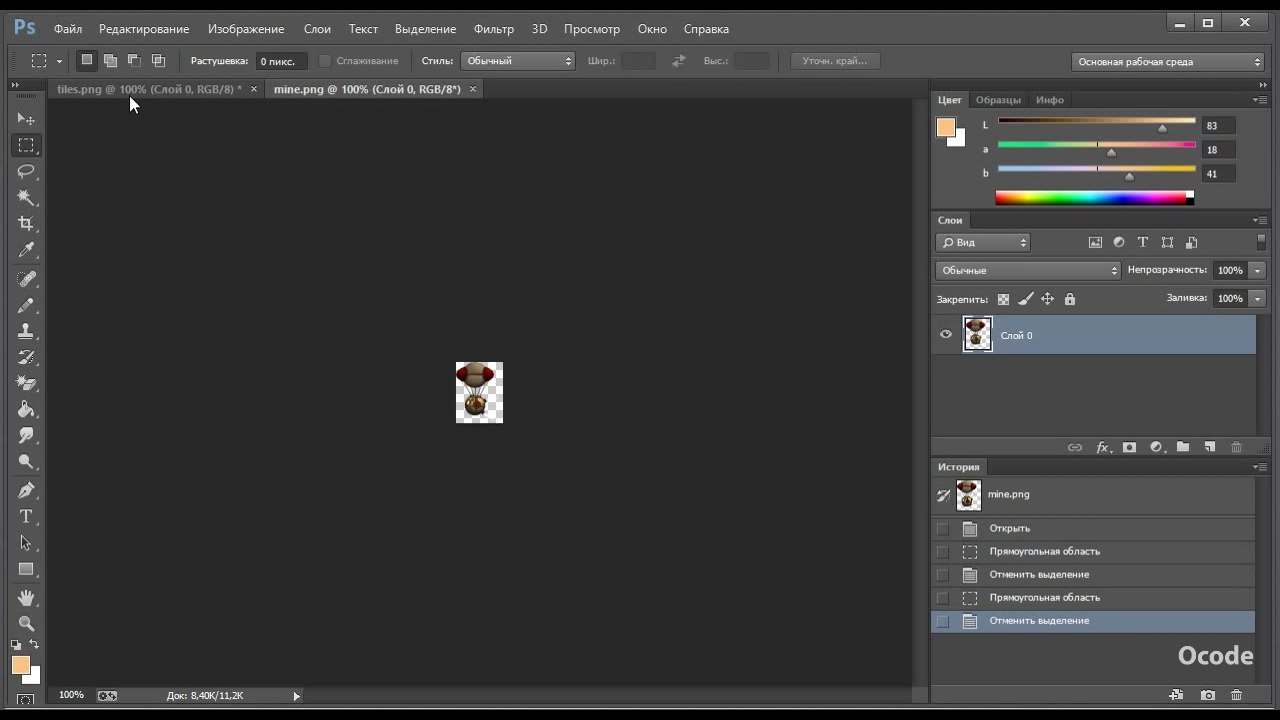 Ps Файл Редактирование Изображение Слои Текст Выделение Фильтр 3D Просмотр Окно Справка
Растушевка: 0 пикс. Сглаживание Стиль: Обычный Шир.: Выс.: Уточн. край... Основная рабочая среда
tiles.png @ 100% (Слой 0, RGB/8) * × mine.png @ 100% (Слой 0, RGB/8*) ×
Цвет Образцы Инфо
L 83
a 18
b 41
Слои
Вид
Обычные Непрозрачность: 100%
Закрепить: Заливка: 100%
Слой 0
fx
История
mine.png
Открыть
Прямоугольная область
Отменить выделение
Прямоугольная область
Отменить выделение
Ocode
100% Док: 8,40K/11,2K